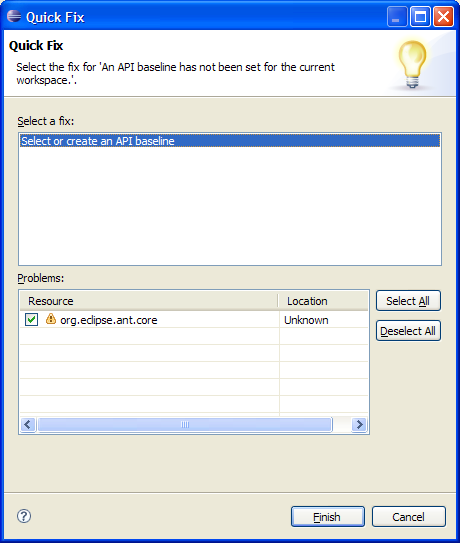 Quick Fix
Quick Fix
Select the fix for 'An API baseline has not been set for the current
workspace.'.
Select a fix:
Select or create an API baseline
Problems:
Resource Location
org.eclipse.ant.core Unknown
Select All
Deselect All
Finish Cancel